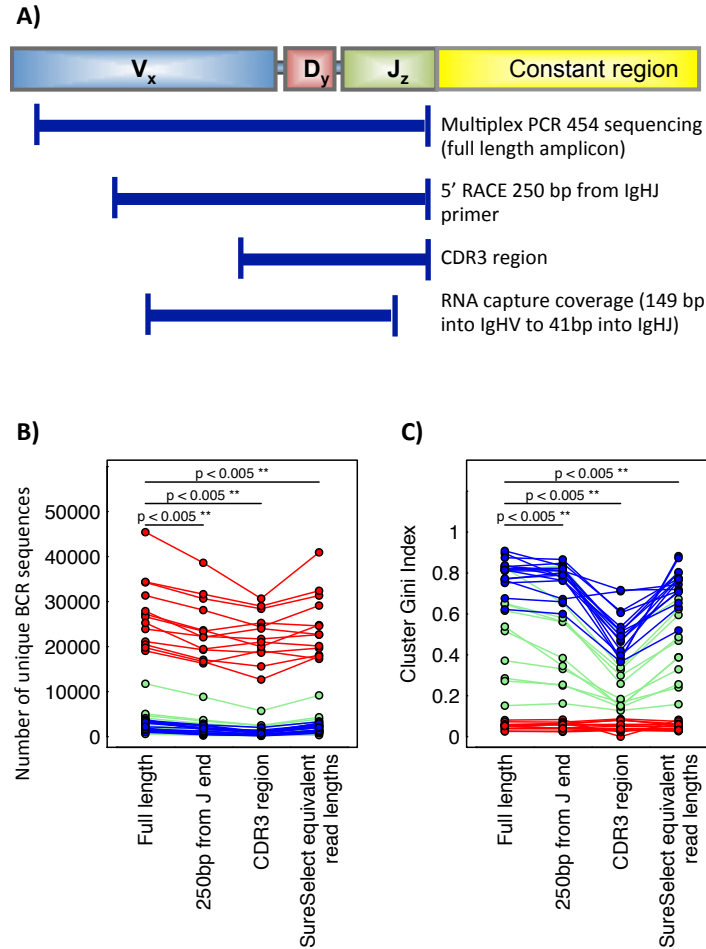 A)
Vx Dy Jz Constant region
Multiplex PCR 454 sequencing
(full length amplicon)
5’ RACE 250 bp from IgHJ
primer
CDR3 region
RNA capture coverage (149 bp
into IgHV to 41bp into IgHJ)
B)
p < 0.005 **
p < 0.005 **
p < 0.005 **
Number of unique BCR sequences
50000
40000
30000
20000
10000
0
Full length
250bp from J end
CDR3 region
SureSelect equivalent
read lengths
C)
p < 0.005 **
p < 0.005 **
p < 0.005 **
Cluster Gini Index
1
0.8
0.6
0.4
0.2
0
Full length
250bp from J end
CDR3 region
SureSelect equivalent
read lengths